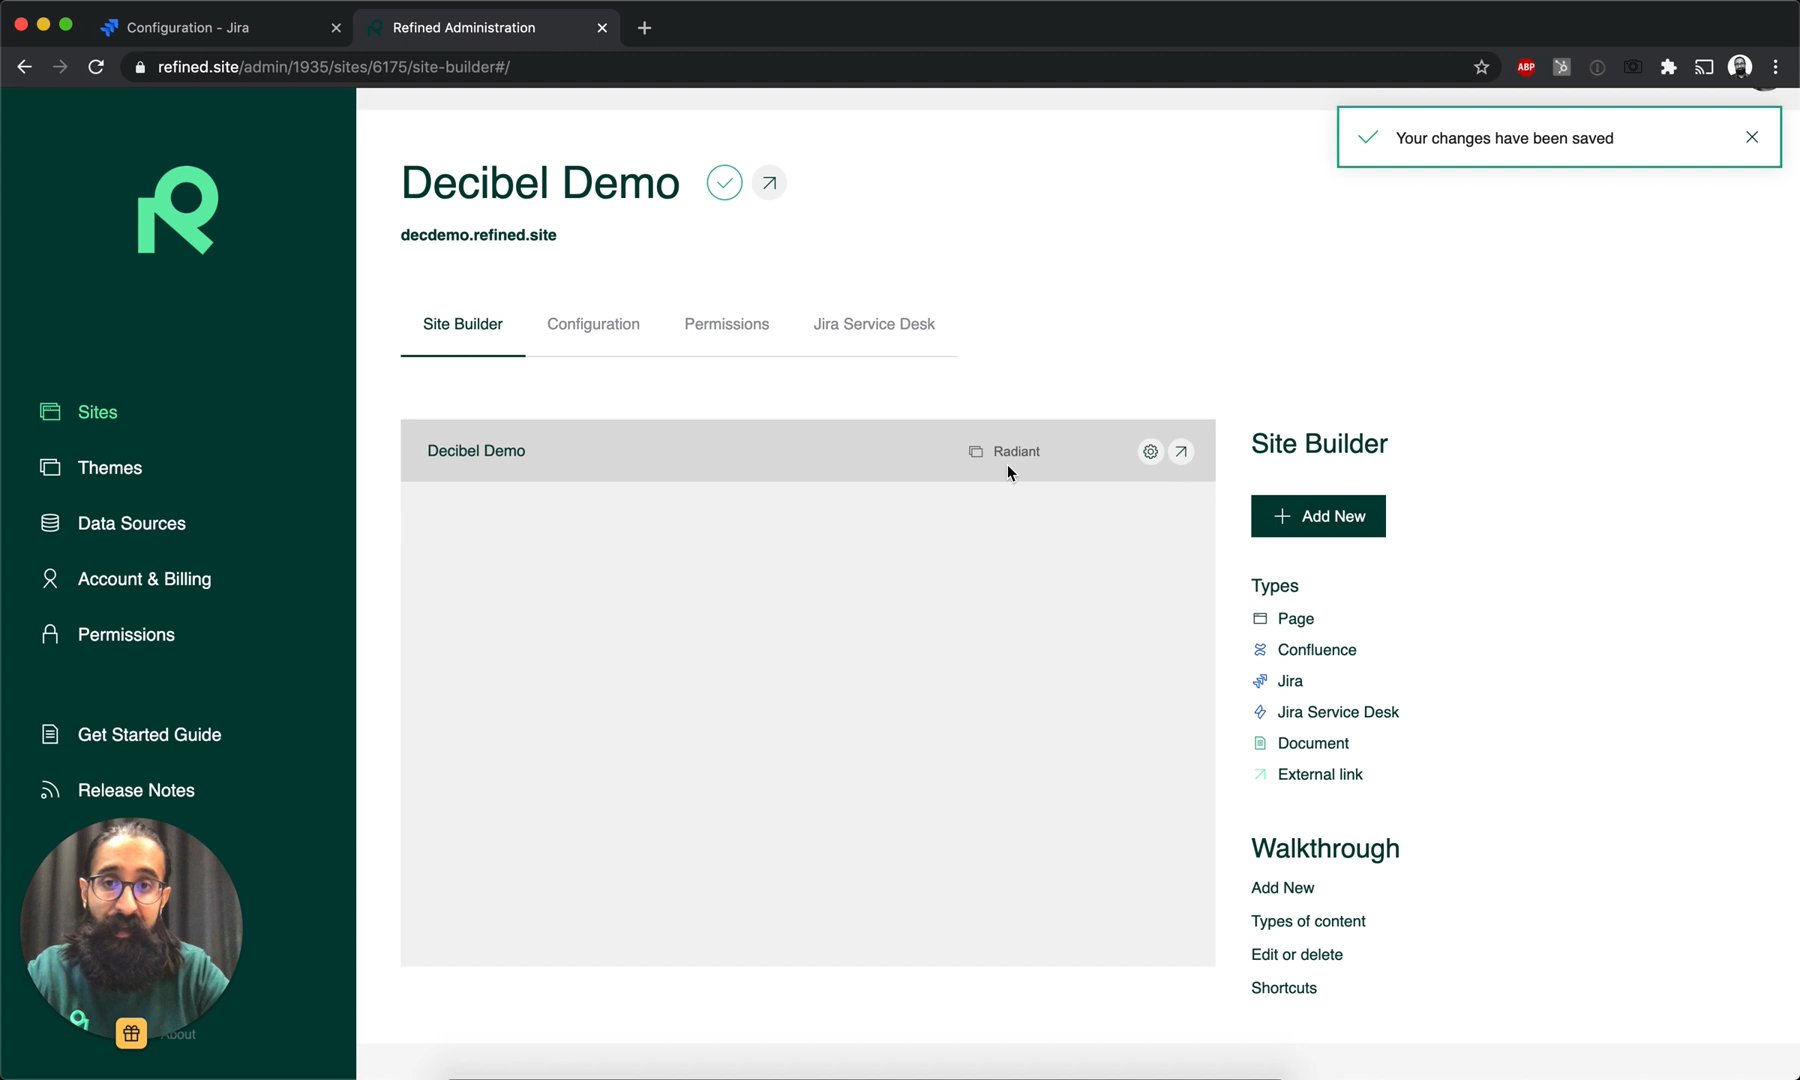 Configuration - Jira
Refined Administration
refined.site/admin/1935/sites/6175/site-builder#/
ABP
Your changes have been saved
Decibel Demo
decdemo.refined.site
Site Builder
Configuration
Permissions
Jira Service Desk
Sites
Themes
Data Sources
Account & Billing
Permissions
Get Started Guide
Release Notes
About
Decibel Demo
Radiant
Site Builder
Add New
Types
Page
Confluence
Jira
Jira Service Desk
Document
External link
Walkthrough
Add New
Types of content
Edit or delete
Shortcuts